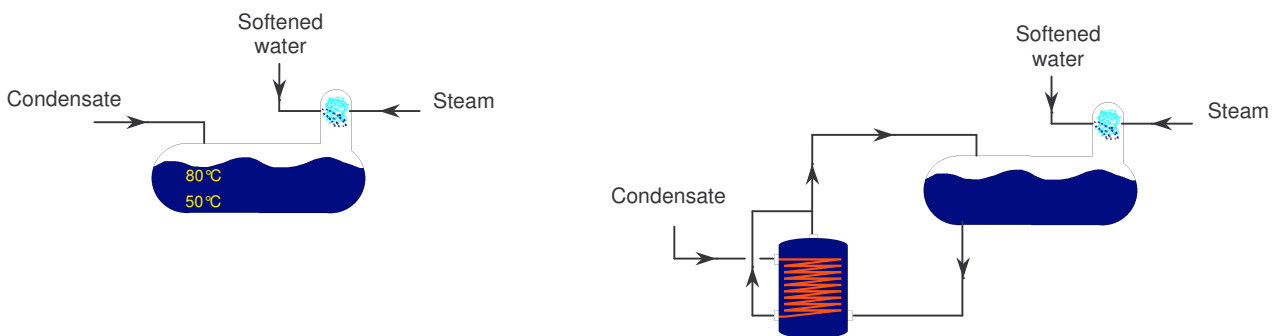 Softened
water
Condensate
Steam
80°C
50°C
Softened
water
Steam
Condensate